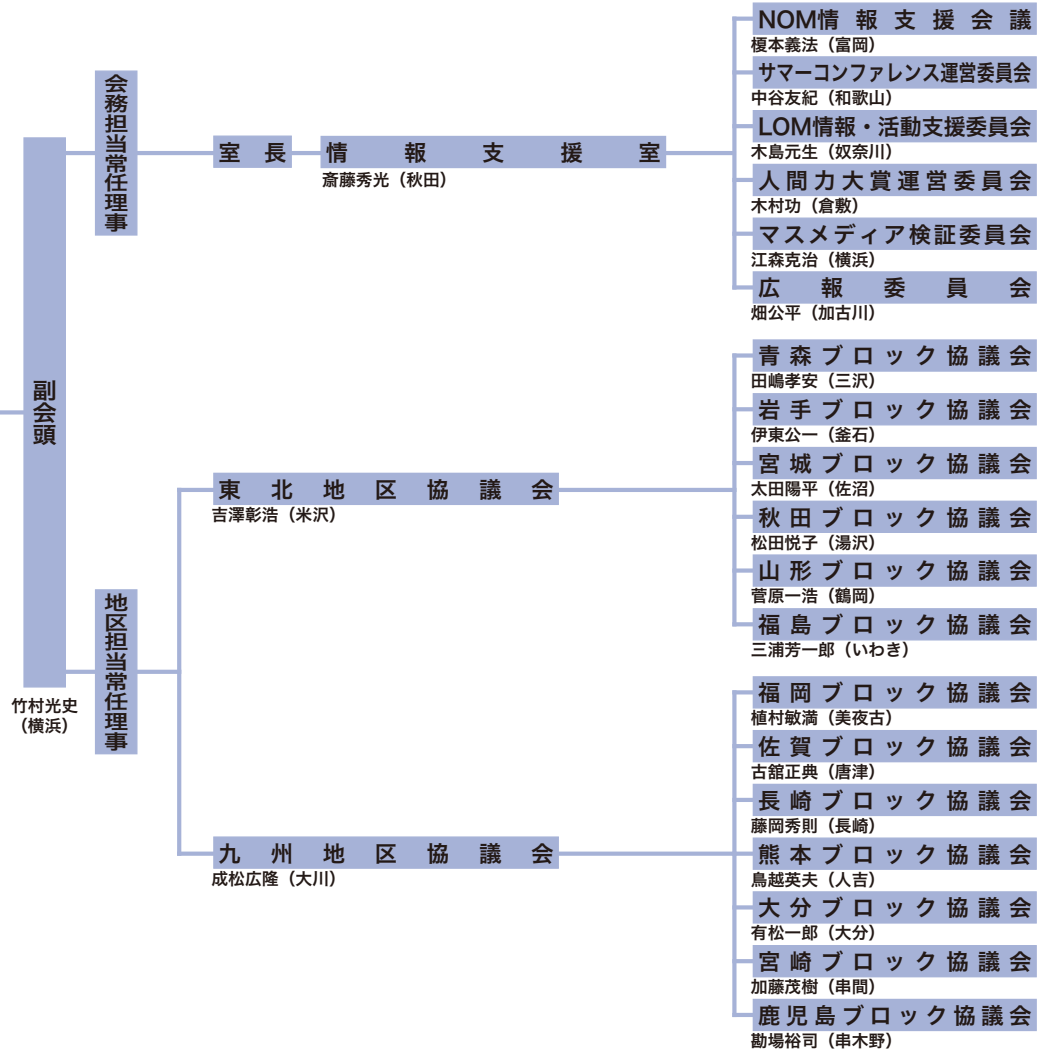 副会頭
竹村光史
（横浜）
会務担当常任理事
室長
情報支援室
斎藤秀光（秋田）
NOM情報支援会議
榎本義法（富岡）
サマーコンファレンス運営委員会
中谷友紀（和歌山）
LOM情報・活動支援委員会
木島元生（奴奈川）
人間力大賞運営委員会
木村功（倉敷）
マスメディア検証委員会
江森克治（横浜）
広報委員会
畑公平（加古川）
地区担当常任理事
東北地区協議会
吉澤彰浩（米沢）
青森ブロック協議会
田嶋孝安（三沢）
岩手ブロック協議会
伊東公一（釜石）
宮城ブロック協議会
太田陽平（佐沼）
秋田ブロック協議会
松田悦子（湯沢）
山形ブロック協議会
菅原一浩（鶴岡）
福島ブロック協議会
三浦芳一郎（いわき）
九州地区協議会
成松広隆（大川）
福岡ブロック協議会
植村敏満（美夜古）
佐賀ブロック協議会
古舘正典（唐津）
長崎ブロック協議会
藤岡秀則（長崎）
熊本ブロック協議会
鳥越英夫（人吉）
大分ブロック協議会
有松一郎（大分）
宮崎ブロック協議会
加藤茂樹（串間）
鹿児島ブロック協議会
勘場裕司（串木野）